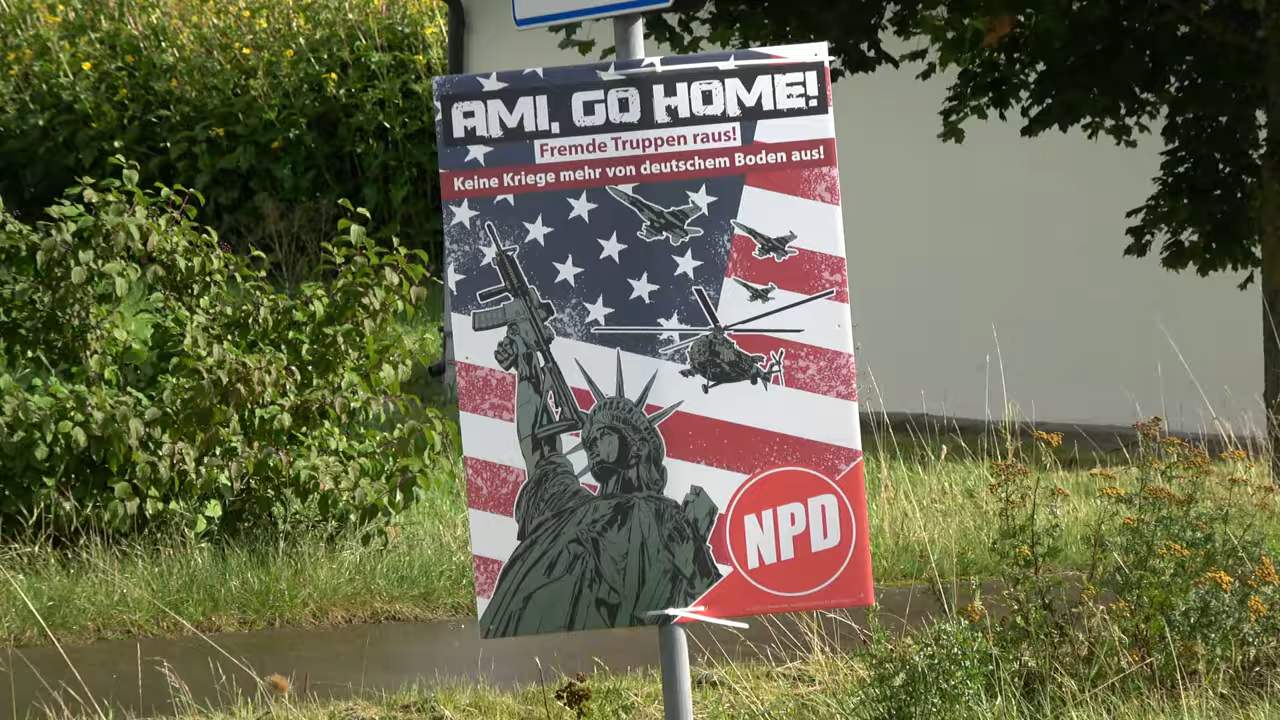 AMI, GO HOME!
Fremde Truppen raus!
Keine Kriege mehr von deutschem Boden aus!
NPD